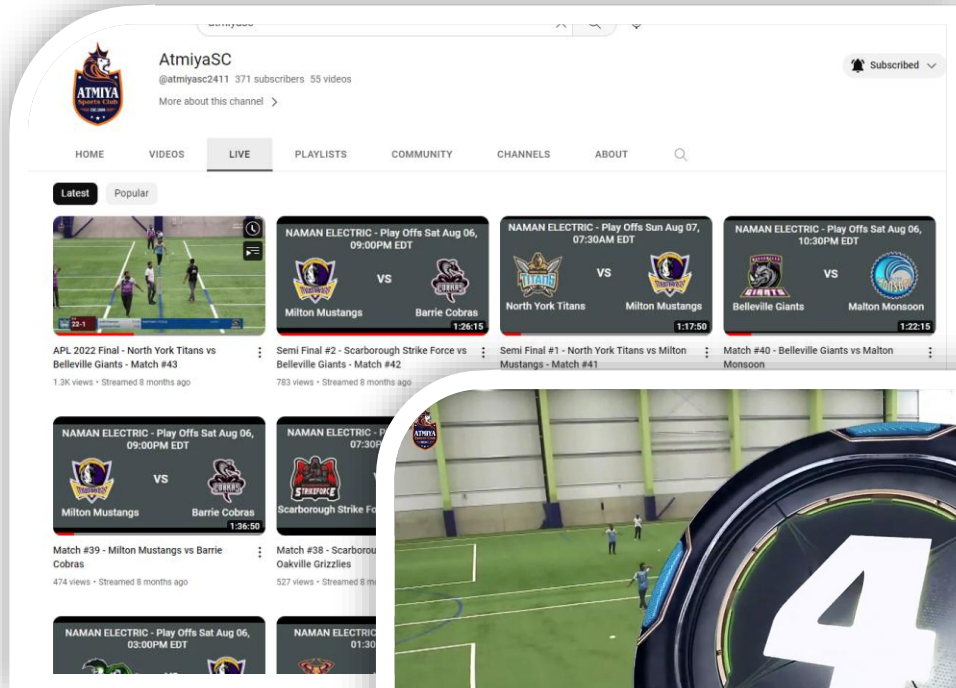 AtmiyaSC
@atmiyasc2411 371 subscribers 55 videos
More about this channel
Subscribed
ATMIYA
Sports Club
HOME VIDEOS LIVE PLAYLISTS COMMUNITY CHANNELS ABOUT
Latest Popular
22-1
NAMAN ELECTRIC - Play Offs Sat Aug 06,
09:00PM EDT
VS
Milton Mustangs Barrie Cobras
1:26:15
NAMAN ELECTRIC - Play Offs Sun Aug 07,
07:30AM EDT
TITANS
VS
North York Titans Milton Mustangs
1:17:50
NAMAN ELECTRIC - Play Offs Sat Aug 06,
10:30PM EDT
GIANTS
VS
MONSOON
Belleville Giants Malton Monsoon
1:22:15
APL 2022 Final - North York Titans vs
Belleville Giants - Match #43
1.3K views • Streamed 8 months ago
Semi Final #2 - Scarborough Strike Force vs
Belleville Giants - Match #42
783 views • Streamed 8 months ago
Semi Final #1 - North York Titans vs Milton
Mustangs - Match #41
Match #40 - Belleville Giants vs Malton
Monsoon
NAMAN ELECTRIC - Play Offs Sat Aug 06,
09:00PM EDT
VS
COBRAS
Milton Mustangs Barrie Cobras
1:36:50
NAMAN ELECTRIC - P
07:30P
STRIKEFORCE
Scarborough Strike Fo
Match #39 - Milton Mustangs vs Barrie
Cobras
474 views • Streamed 8 months ago
Match #38 - Scarborou
Oakville Grizzlies
527 views • Streamed 8 m
NAMAN ELECTRIC - Play Offs Sat Aug 06,
03:00PM EDT
NAMAN ELECTRIC
01:30
ATMIYA
4